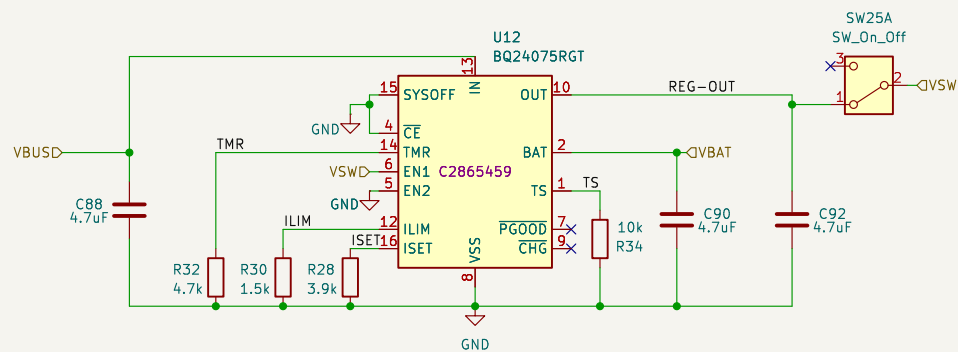 SW25A
SW_On_Off
3
2
1
VSW
U12
BQ24075RGT
13
IN
15
SYSOFF
OUT
10
REG-OUT
GND
4
CE
TMR
14
TMR
BAT
2
VBAT
VBUS
VSW
6
EN1
C2865459
GND
5
EN2
TS
1
TS
C88
4.7uF
ILIM
12
ILIM
PGOOD
7
ISET
16
ISET
CHG
9
VSS
8
10k
R34
C90
4.7uF
C92
4.7uF
R32
4.7k
R30
1.5k
R28
3.9k
GND